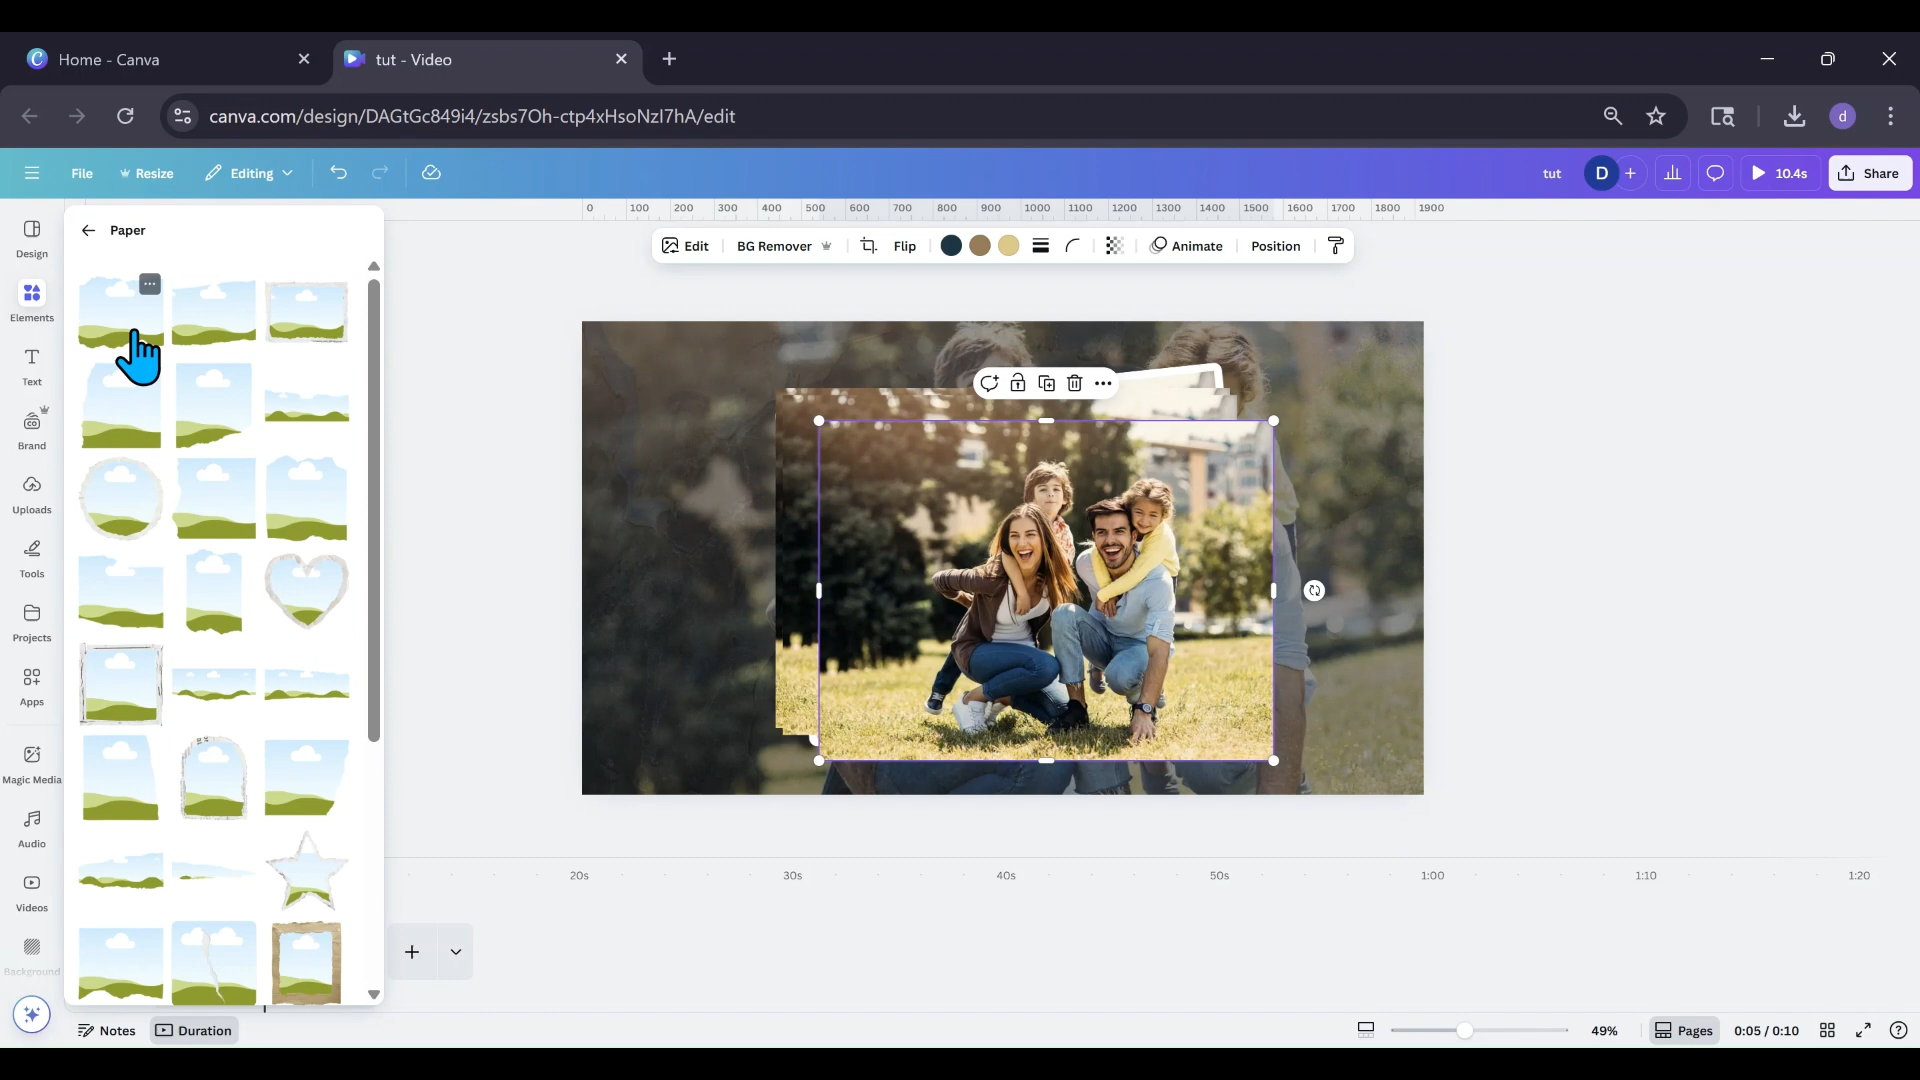 Home - Canva
tut - Video
canva.com/design/DAGtGc849i4/zsbs7Oh-ctp4xHsoNzl7hA/edit
d
File
Resize
Editing
tut
D
10.4s
Share
Design
Elements
Text
Brand
Uploads
Tools
Projects
Apps
Magic Media
Audio
Videos
Background
Paper
0 100 200 300 400 500 600 700 800 900 1000 1100 1200 1300 1400 1500 1600 1700 1800 1900
Edit
BG Remover
Flip
Animate
Position
20s 30s 40s 50s 1:00 1:10 1:20
Notes
Duration
49%
Pages
0:05 / 0:10